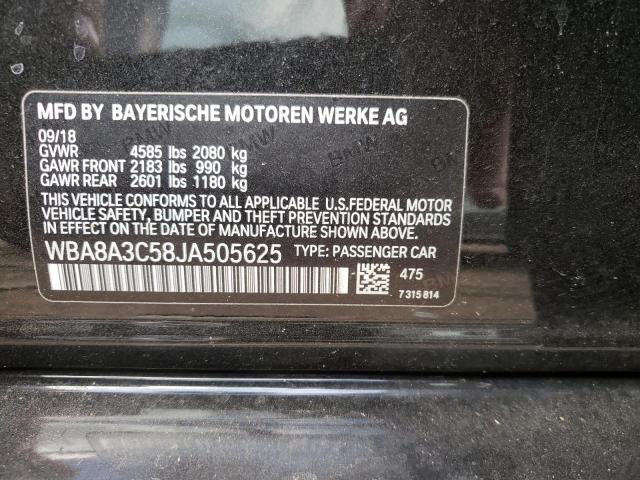 MFD BY BAYERISCHE MOTOREN WERKE AG
09/18
GVWR 4585 lbs 2080 kg
GAWR FRONT 2183 lbs 990 kg
GAWR REAR 2601 lbs 1180 kg
THIS VEHICLE CONFORMS TO ALL APPLICABLE U.S.FEDERAL MOTOR
VEHICLE SAFETY, BUMPER AND THEFT PREVENTION STANDARDS
IN EFFECT ON THE DATE OF MANUFACTURE SHOWN ABOVE.
WBA8A3C58JA505625 TYPE: PASSENGER CAR
475
7315814